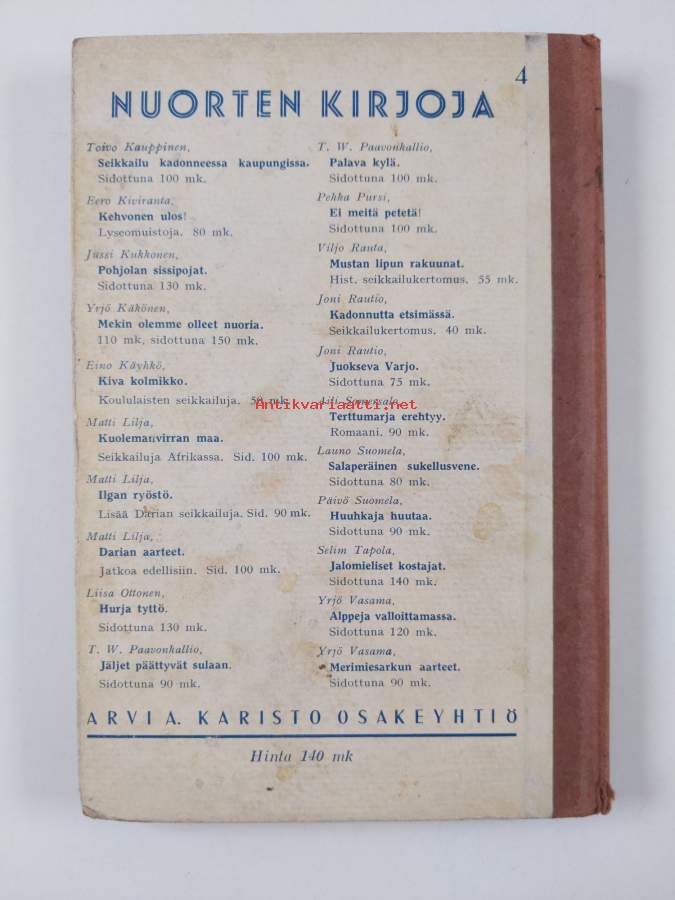 4
NUORTEN KIRJOJA
Toivo Kauppinen,
Seikkailu kadonneessa kaupungissa.
Sidottuna 100 mk.
Eero Kiviranta,
Kehvonen ulos!
Lyseomuistoja. 80 mk.
Jussi Kukkonen,
Pohjolan sissipojat.
Sidottuna 130 mk.
Yrjö Käkönen,
Mekin olemme olleet nuoria.
110 mk, sidottuna 150 mk.
Eino Käyhkö,
Kiva kolmikko.
Koululaisten seikkailuja. 50 mk.
Matti Lilja,
Kuolemanvirran maa.
Seikkailuja Afrikassa. Sid. 100 mk.
Matti Lilja,
Ilgan ryöstö.
Lisää Darian seikkailuja. Sid. 90 mk.
Matti Lilja,
Darian aarteet.
Jatkoa edellisiin. Sid. 100 mk.
Liisa Ottonen,
Hurja tyttö.
Sidottuna 130 mk.
T. W. Paavonkallio,
Jäljet päättyvät sulaan.
Sidottuna 90 mk.
T. W. Paavonkallio,
Palava kylä.
Sidottuna 100 mk.
Pekka Pursi,
Ei meitä petetä!
Sidottuna 100 mk.
Viljo Rauta,
Mustan lipun rakuunat.
Hist. seikkailukertomus. 55 mk.
Joni Rautio,
Kadonnutta etsimässä.
Seikkailukertomus. 40 mk.
Joni Rautio,
Juokseva Varjo.
Sidottuna 75 mk.
Aili Somersalo,
Terttumarja erehtyy.
Romaani. 90 mk.
Launo Suomela,
Salaperäinen sukellusvene.
Sidottuna 80 mk.
Päivö Suomela,
Huuhkaja huutaa.
Sidottuna 90 mk.
Selim Tapola,
Jalomieliset kostajat.
Sidottuna 140 mk.
Yrjö Vasama,
Alppeja valloittamassa.
Sidottuna 120 mk.
Yrjö Vasama,
Merimiesarkun aarteet.
Sidottuna 90 mk.
Antikvariaatti.net
ARVI A. KARISTO OSAKEYHTIÖ
Hinta 140 mk